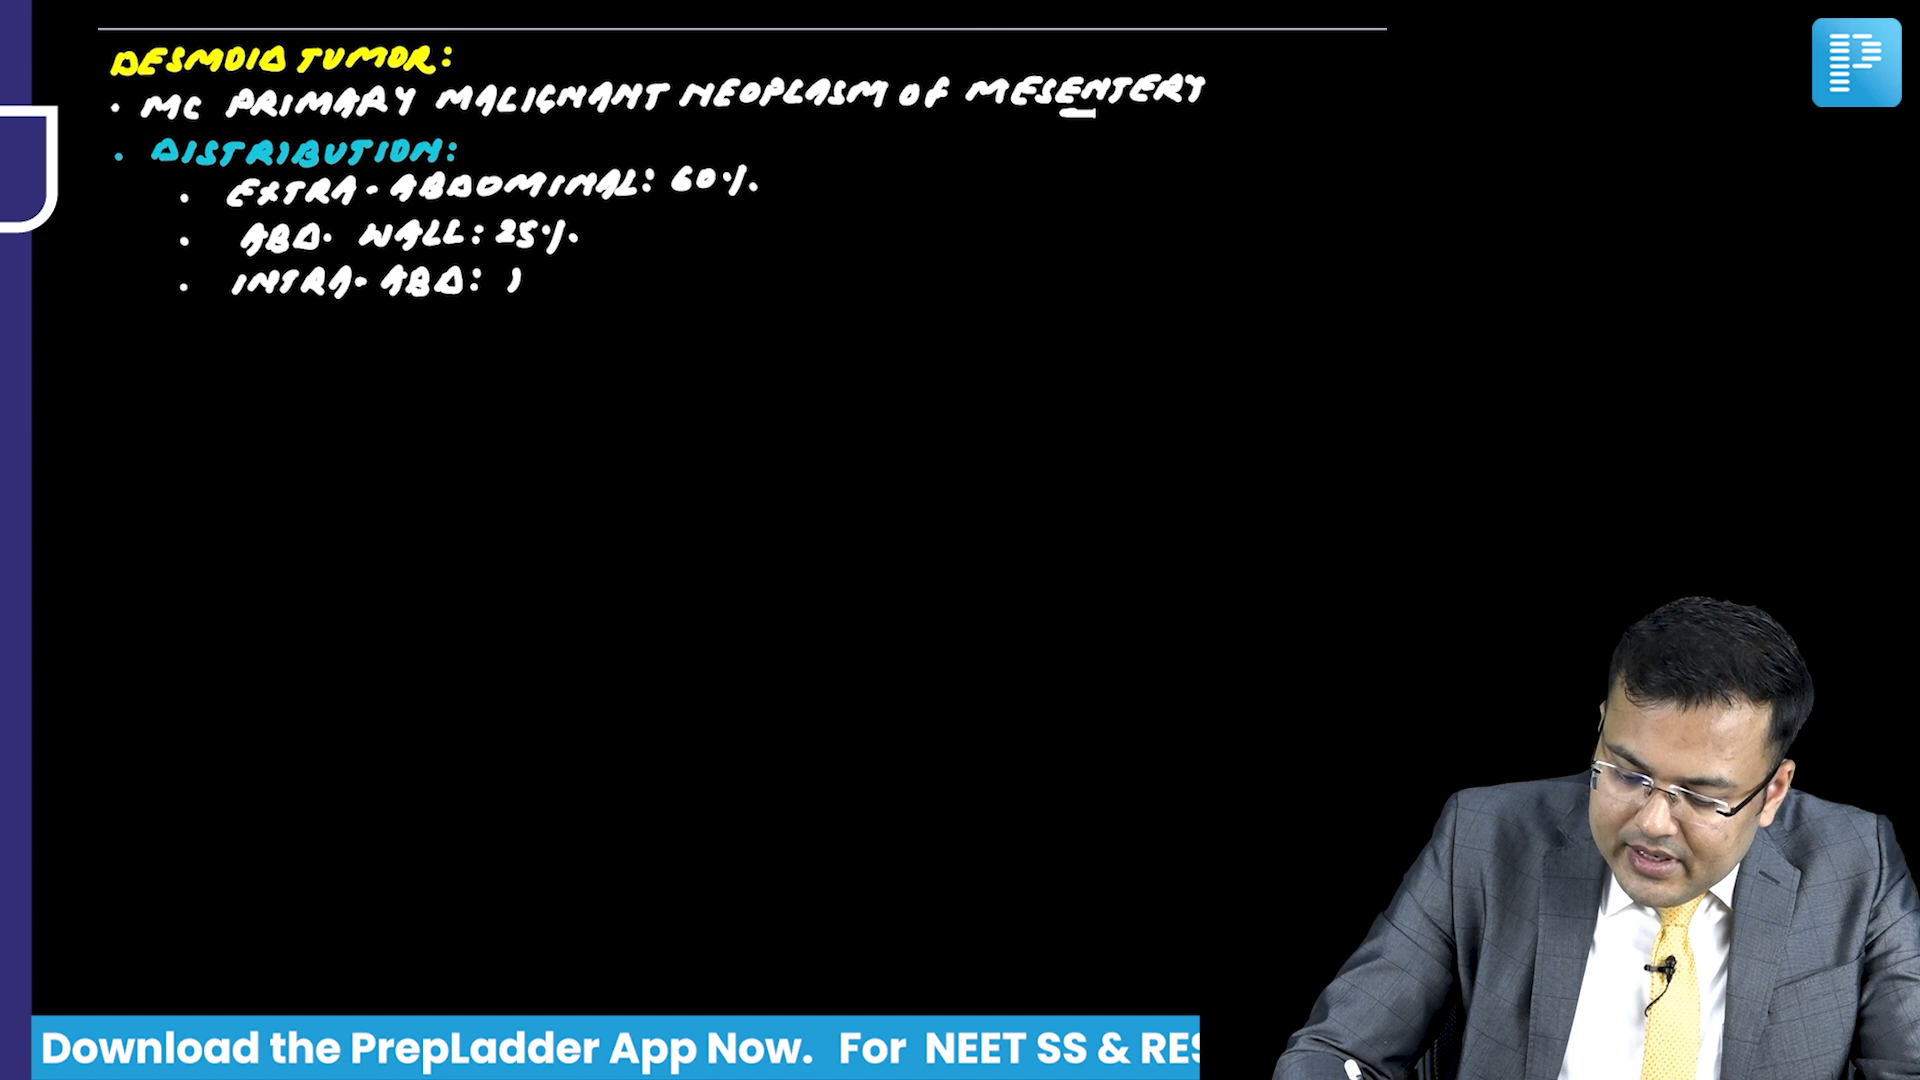 DESMOID TUMOR:
• MC PRIMARY MALIGNANT NEOPLASM OF MESENTERY
• DISTRIBUTION:
• EXTRA-ABDOMINAL: 60%.
• ABD. WALL: 25%.
• INTRA-ABD: 1
Download the PrepLadder App Now. For NEET SS & RES